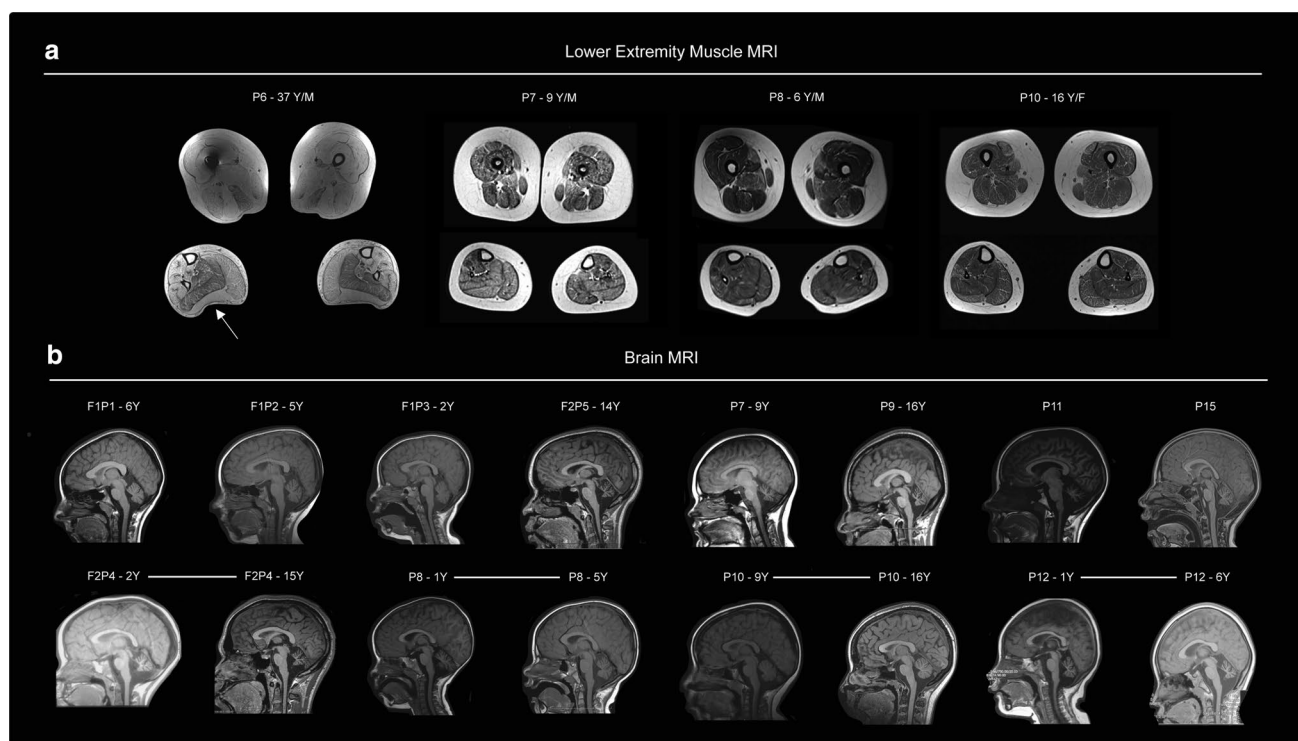 a
Lower Extremity Muscle MRI
P6 - 37 Y/M
P7 - 9 Y/M
P8 - 6 Y/M
P10 - 16 Y/F
b
Brain MRI
F1P1 - 6Y
F1P2 - 5Y
F1P3 - 2Y
F2P5 - 14Y
P7 - 9Y
P9 - 16Y
P11
P15
F2P4 - 2Y
F2P4 - 15Y
P8 - 1Y
P8 - 5Y
P10 - 9Y
P10 - 16Y
P12 - 1Y
P12 - 6Y